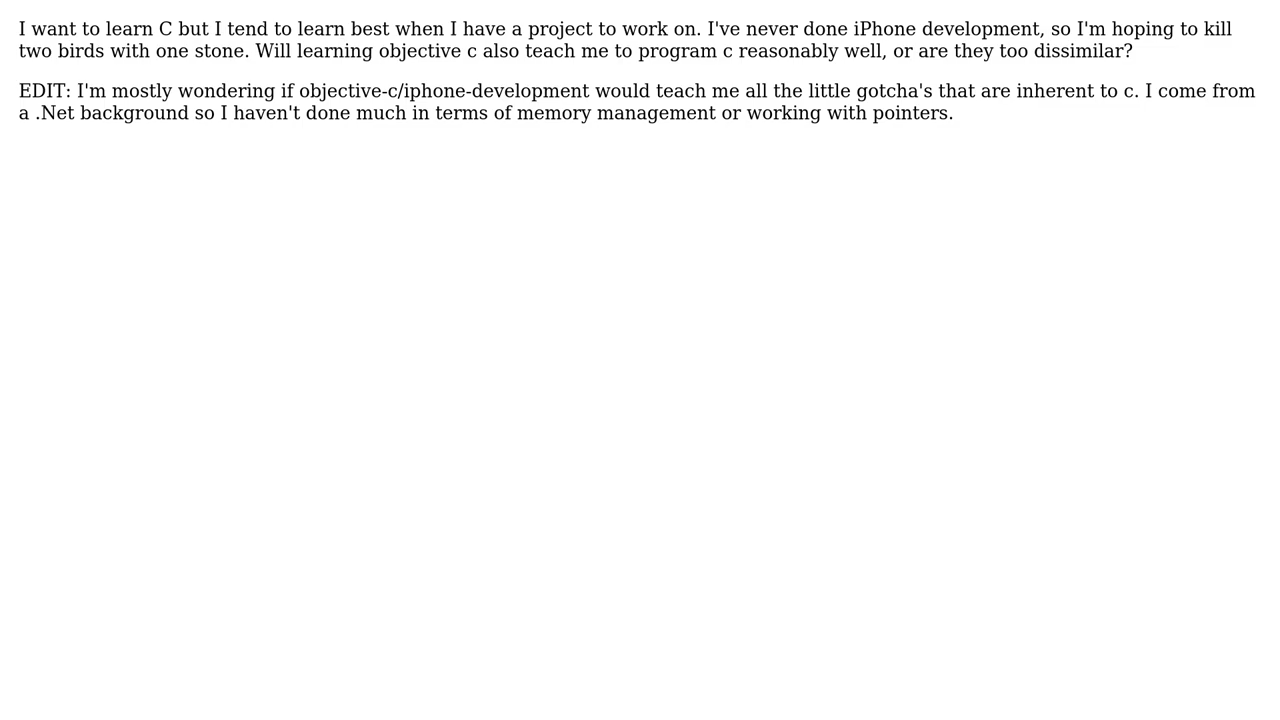 I want to learn C but I tend to learn best when I have a project to work on. I've never done iPhone development, so I'm hoping to kill
two birds with one stone. Will learning objective c also teach me to program c reasonably well, or are they too dissimilar?
EDIT: I'm mostly wondering if objective-c/iphone-development would teach me all the little gotcha's that are inherent to c. I come from
a .Net background so I haven't done much in terms of memory management or working with pointers.